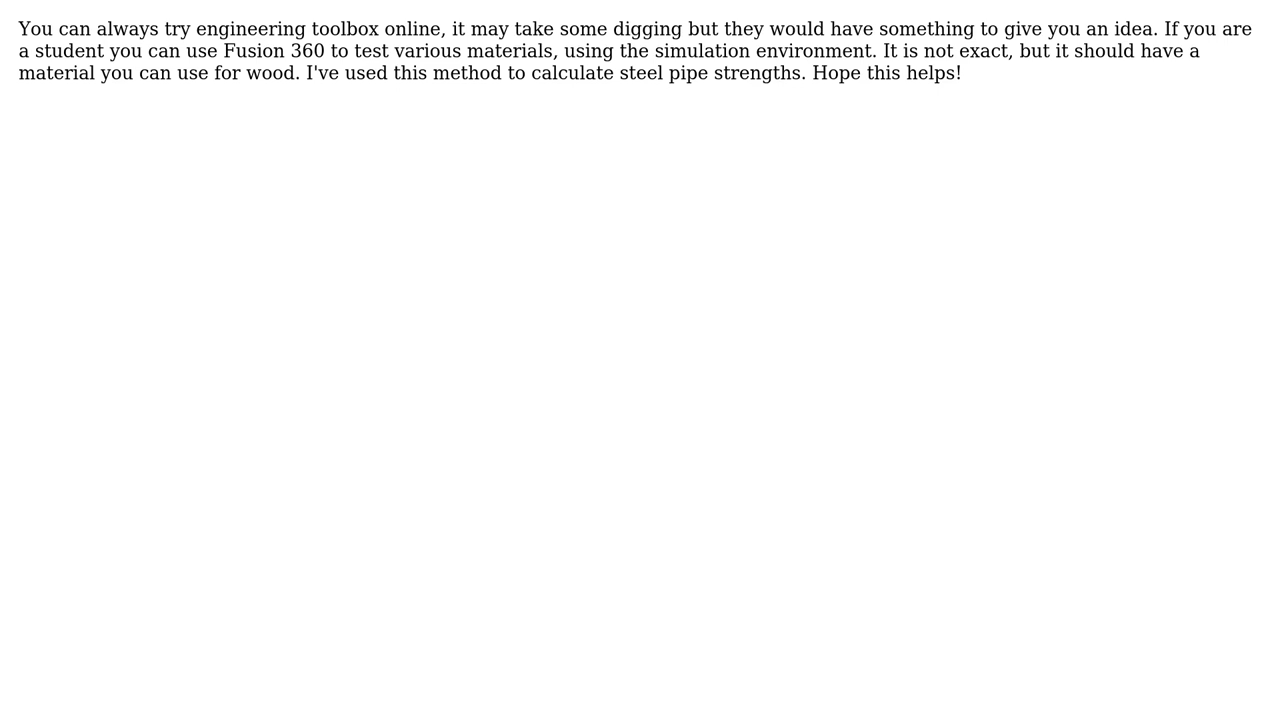 You can always try engineering toolbox online, it may take some digging but they would have something to give you an idea. If you are
a student you can use Fusion 360 to test various materials, using the simulation environment. It is not exact, but it should have a
material you can use for wood. I've used this method to calculate steel pipe strengths. Hope this helps!